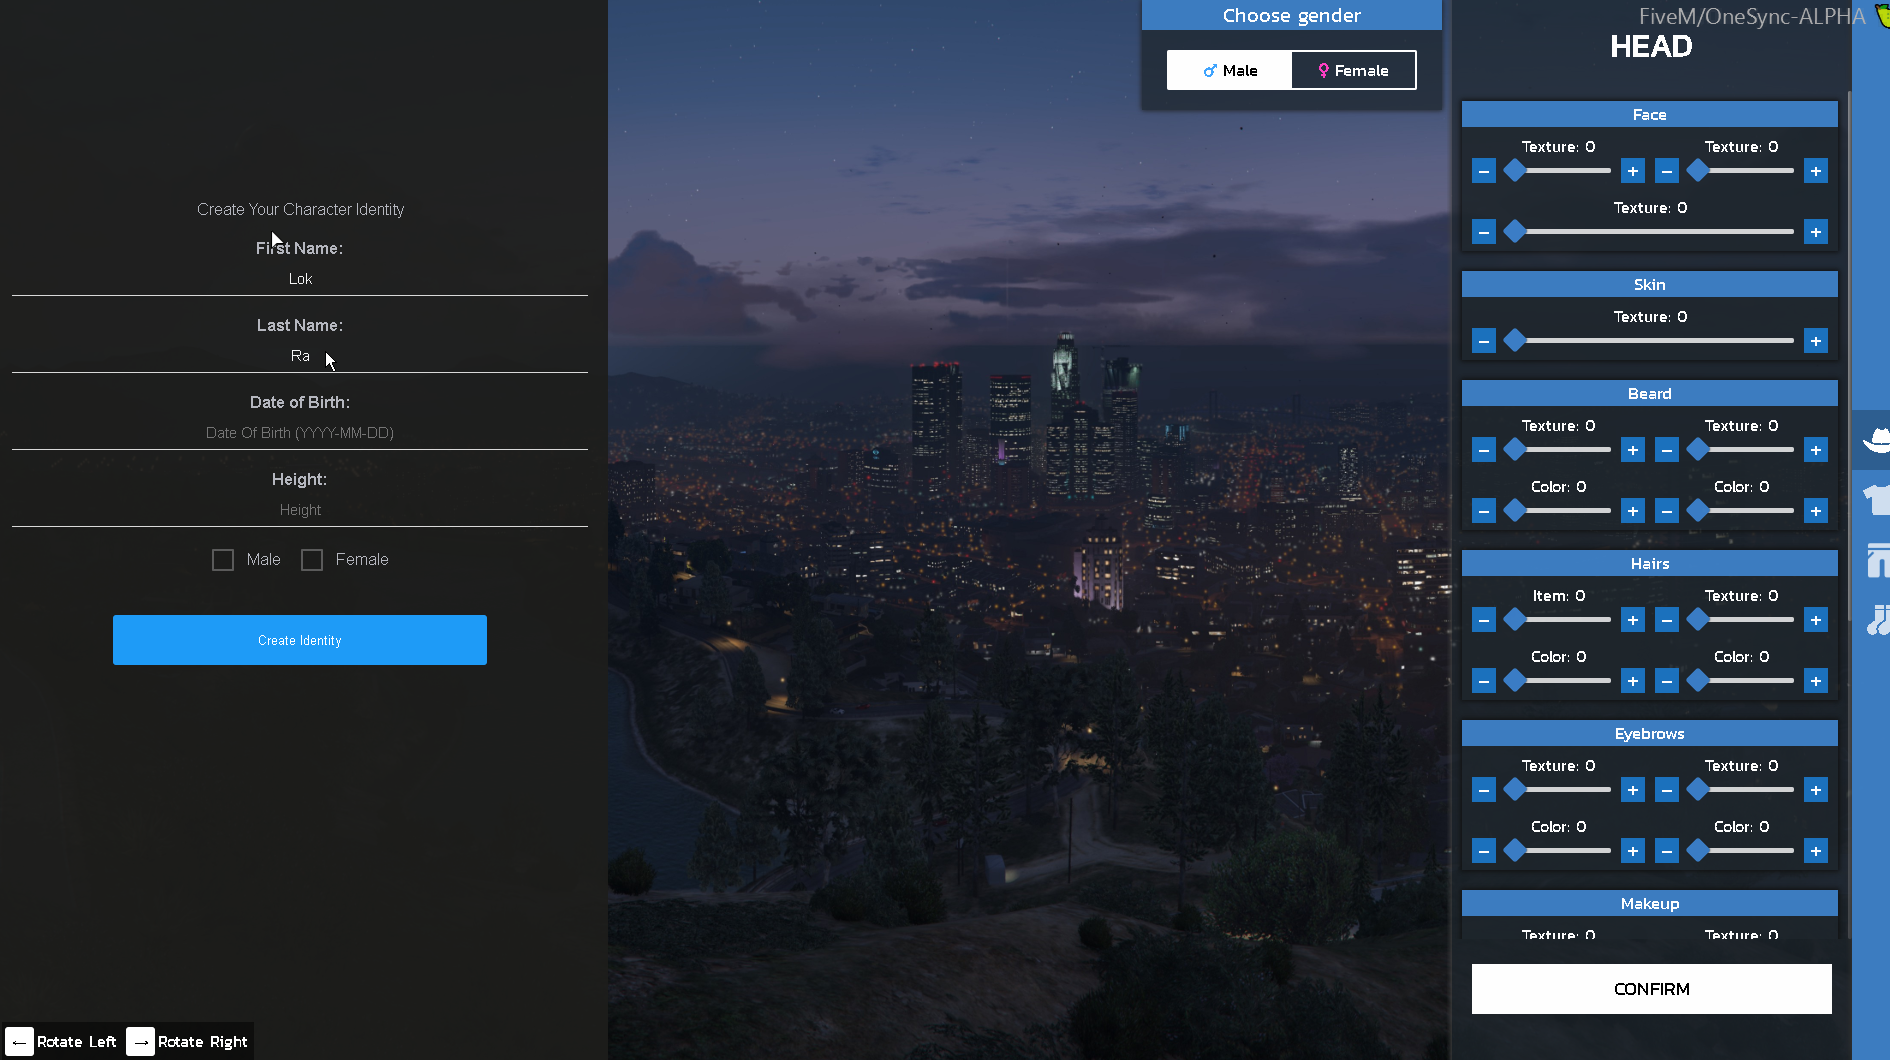 Create Your Character Identity
First Name:
Lok
Last Name:
Ra
Date of Birth:
Date Of Birth (YYYY-MM-DD)
Height:
Height
Male Female
Create Identity
← Rotate Left → Rotate Right
Choose gender
♂ Male ♀ Female
FiveM/OneSync-ALPHA
HEAD
Face
Texture: 0 Texture: 0
- + - +
Texture: 0
- +
Skin
Texture: 0
- +
Beard
Texture: 0 Texture: 0
- + - +
Color: 0 Color: 0
- + - +
Hairs
Item: 0 Texture: 0
- + - +
Color: 0 Color: 0
- + - +
Eyebrows
Texture: 0 Texture: 0
- + - +
Color: 0 Color: 0
- + - +
Makeup
Texture: 0 Texture: 0
CONFIRM